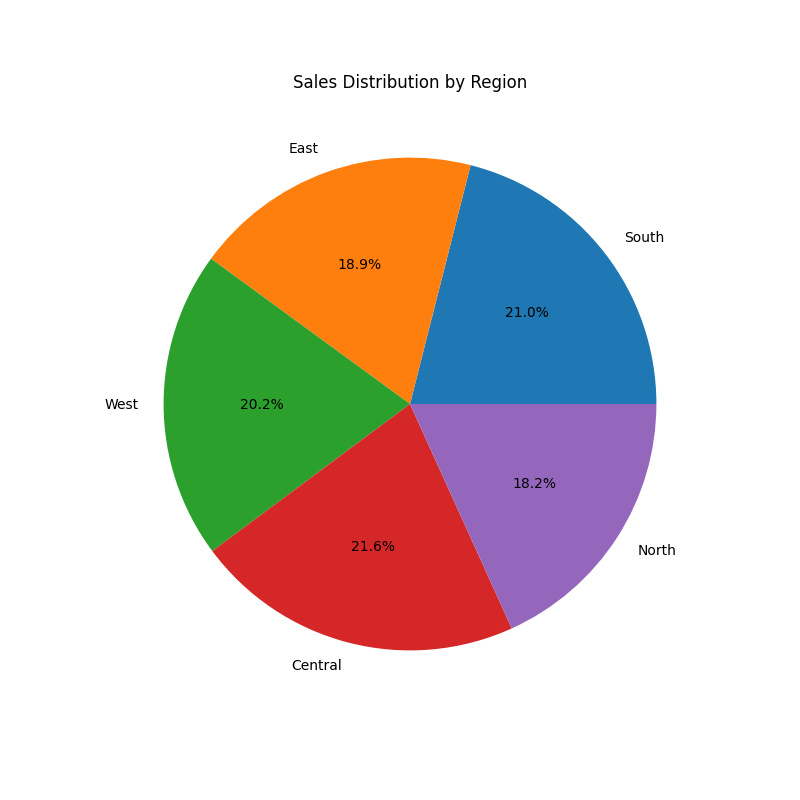 Sales Distribution by Region
East
South
18.9%
21.0%
West
20.2%
18.2%
21.6%
North
Central